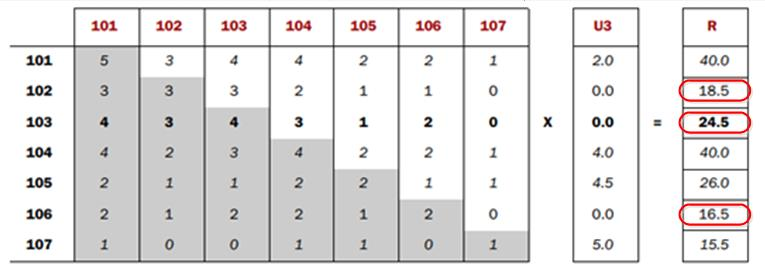 101 102 103 104 105 106 107 U3 R
101 5 3 4 4 2 2 1 2.0 40.0
102 3 3 3 2 1 1 0 0.0 18.5
103 4 3 4 3 1 2 0 X 0.0 = 24.5
104 4 2 3 4 2 2 1 4.0 40.0
105 2 1 1 2 2 1 1 4.5 26.0
106 2 1 2 2 1 2 0 0.0 16.5
107 1 0 0 1 1 0 1 5.0 15.5